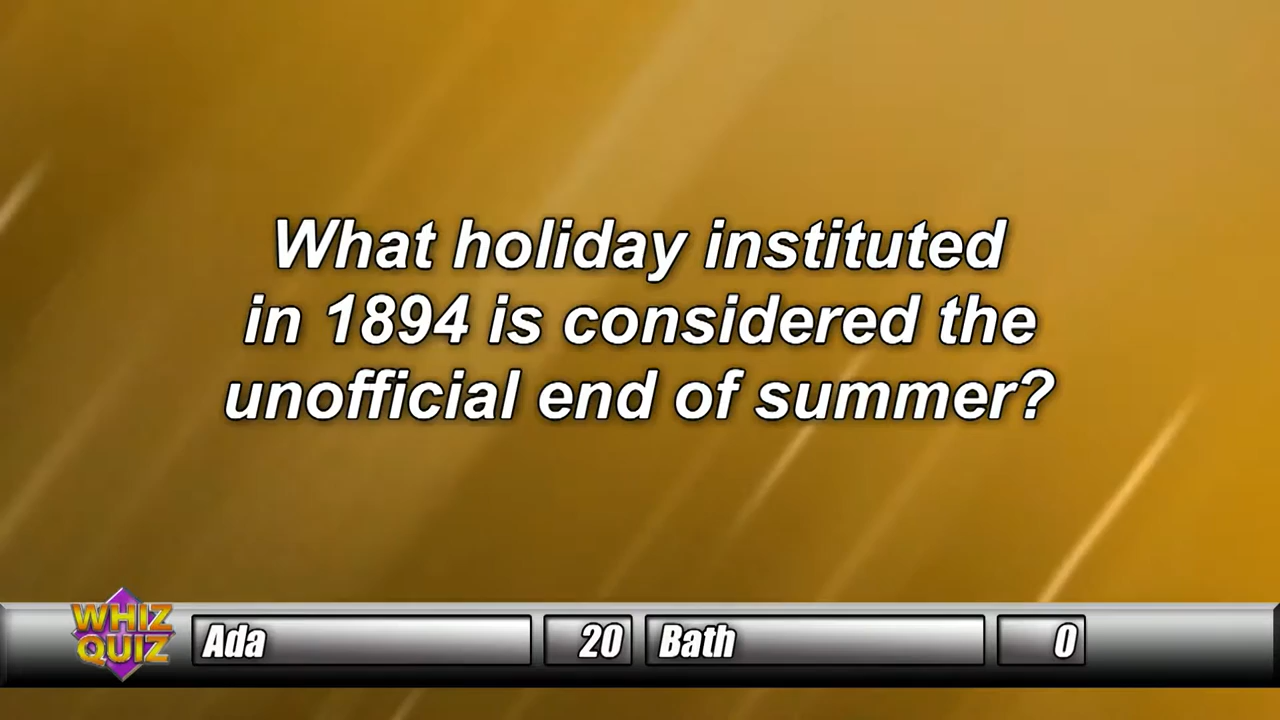 What holiday instituted
in 1894 is considered the
unofficial end of summer?
WHIZ
QUIZ
Ada 20 Bath 0